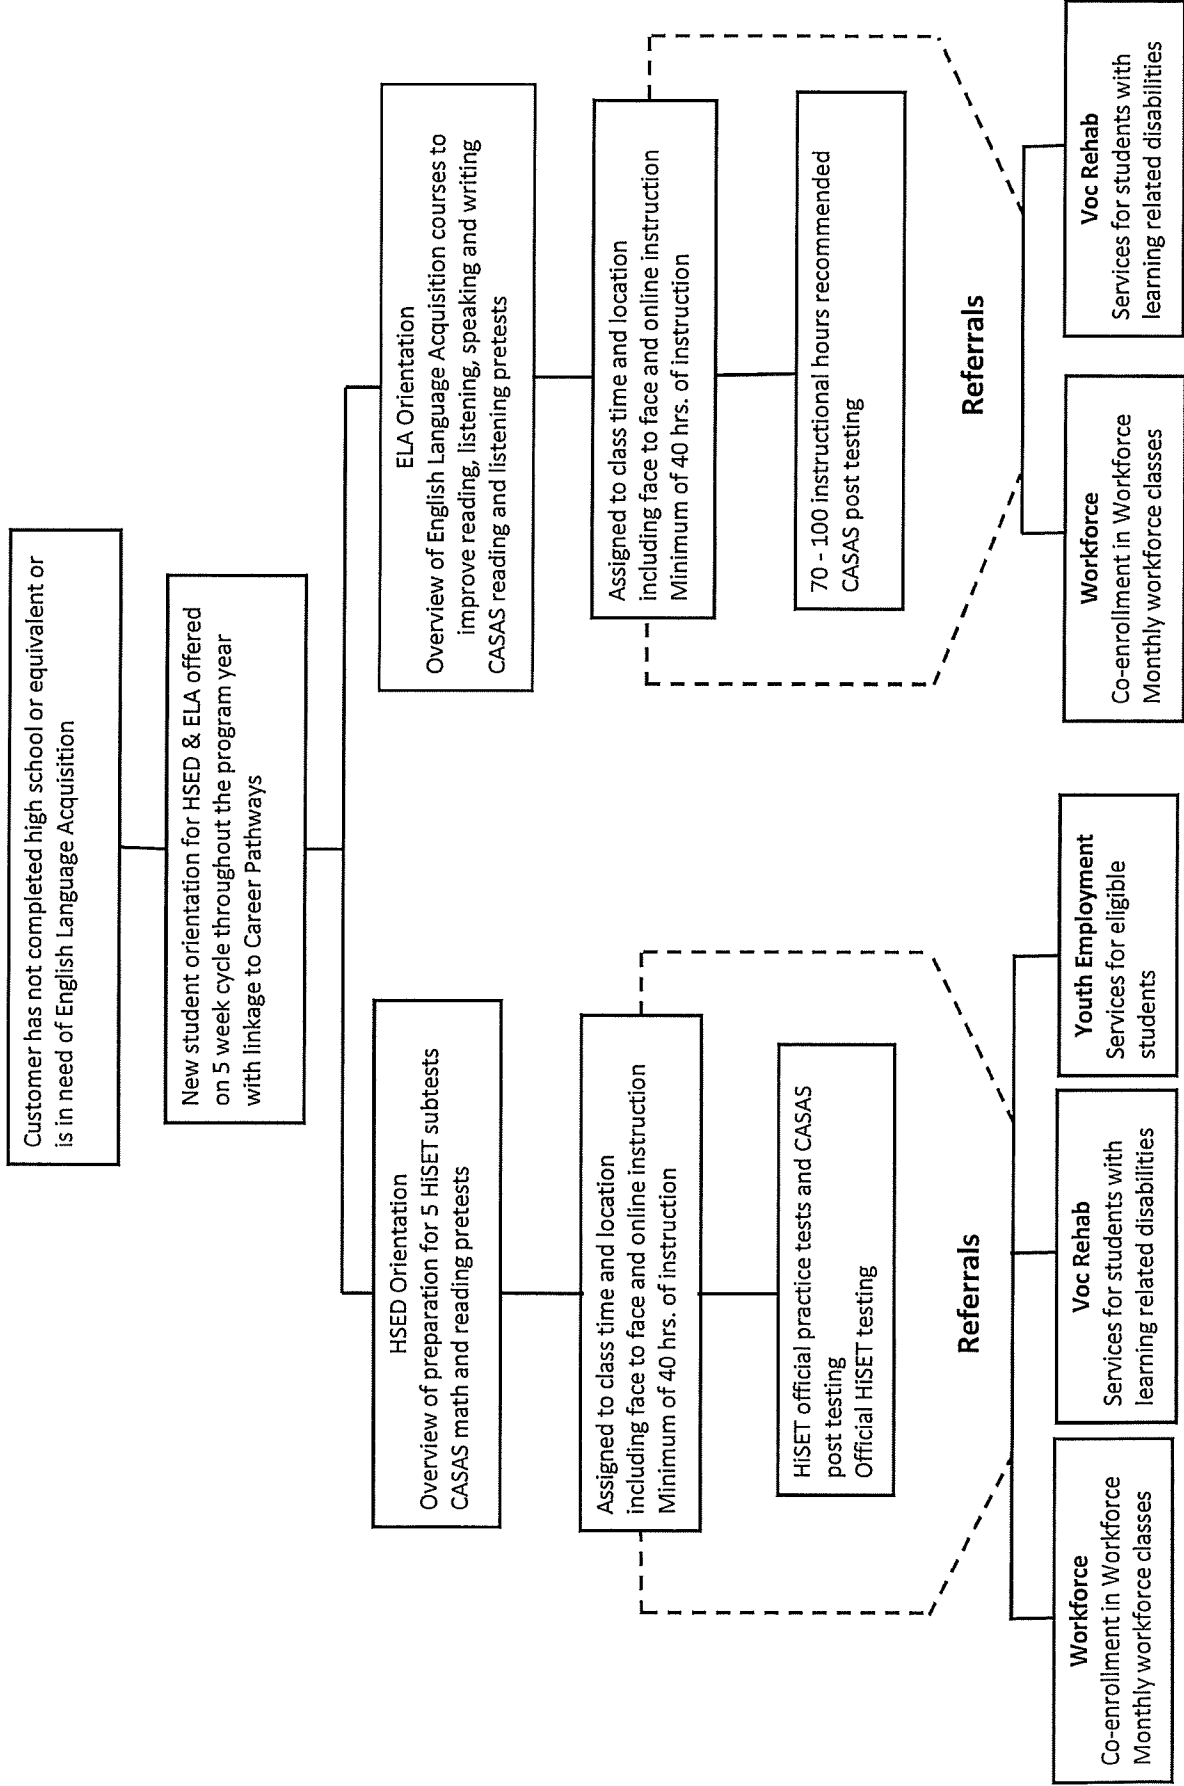 Customer has not completed high school or equivalent or
is in need of English Language Acquisition
New student orientation for HSED & ELA offered
on 5 week cycle throughout the program year
with linkage to Career Pathways
HSED Orientation
Overview of preparation for 5 HiSET subtests
CASAS math and reading pretests
Assigned to class time and location
including face to face and online instruction
Minimum of 40 hrs. of instruction
HiSET official practice tests and CASAS
post testing
Official HiSET testing
Referrals
Workforce
Co-enrollment in Workforce
Monthly workforce classes
Voc Rehab
Services for students with
learning related disabilities
Youth Employment
Services for eligible
students
ELA Orientation
Overview of English Language Acquisition courses to
improve reading, listening, speaking and writing
CASAS reading and listening pretests
Assigned to class time and location
including face to face and online instruction
Minimum of 40 hrs. of instruction
70 - 100 instructional hours recommended
CASAS post testing
Referrals
Workforce
Co-enrollment in Workforce
Monthly workforce classes
Voc Rehab
Services for students with
learning related disabilities